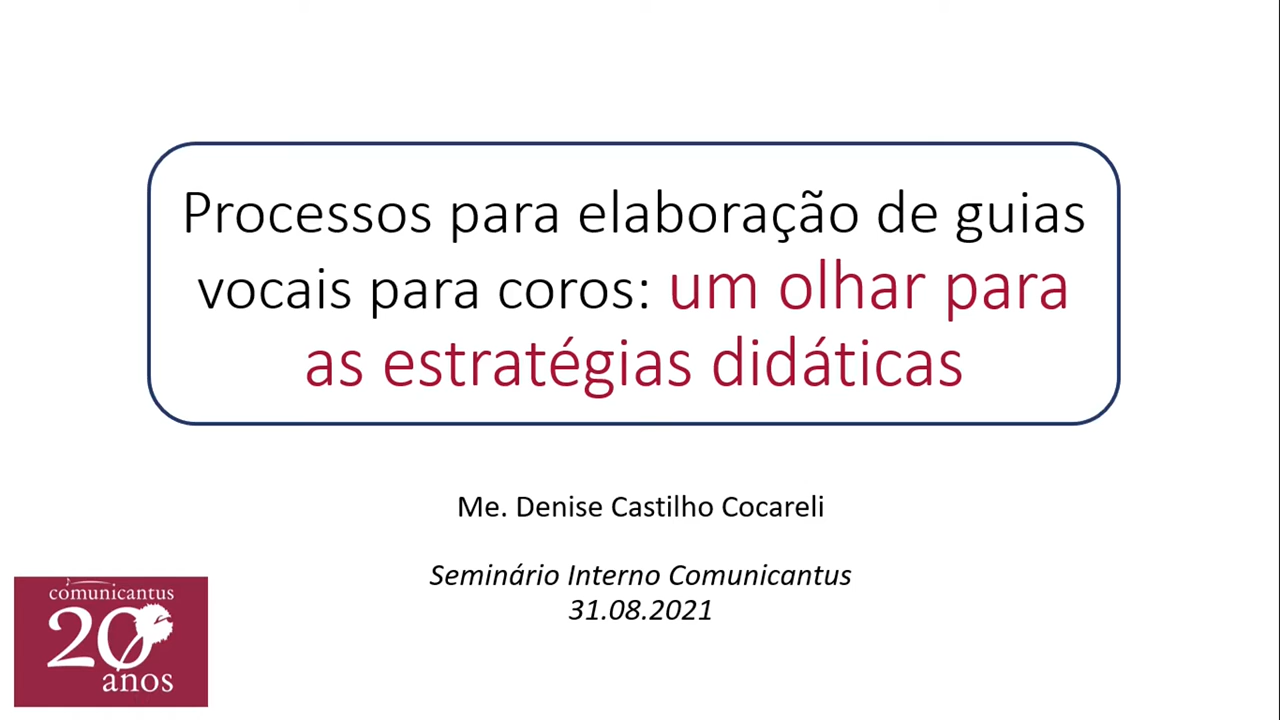 Processos para elaboração de guias
vocais para coros: um olhar para
as estratégias didáticas
Me. Denise Castilho Cocareli
Seminário Interno Comunicantus
31.08.2021
comunicantus
20
anos